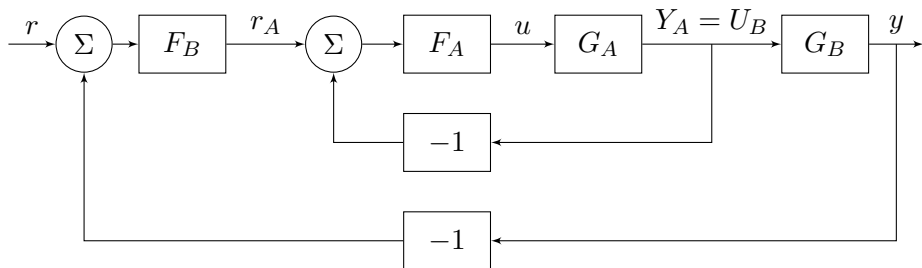 r Σ F_B r_A Σ F_A u G_A Y_A = U_B G_B y
−1
−1